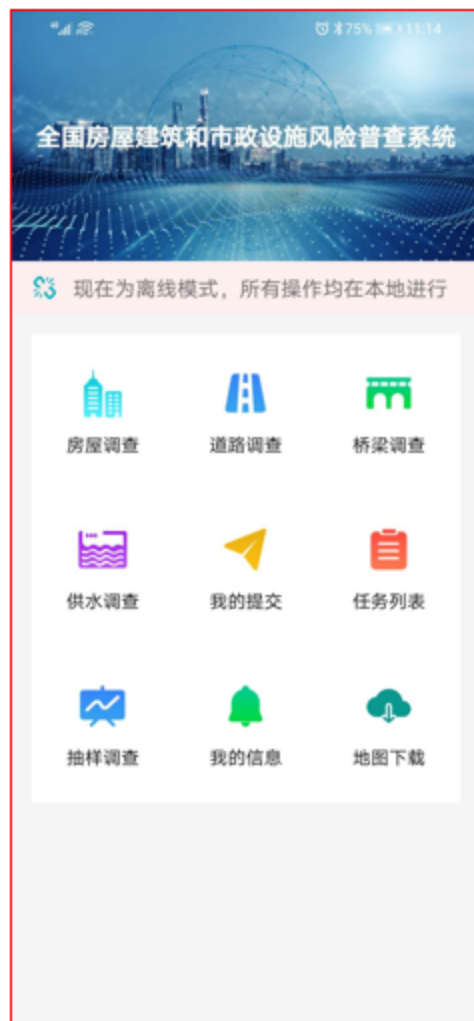 75% 11:14
全国房屋建筑和市政设施风险普查系统
现在为离线模式，所有操作均在本地进行
房屋调查 道路调查 桥梁调查
供水调查 我的提交 任务列表
抽样调查 我的信息 地图下载